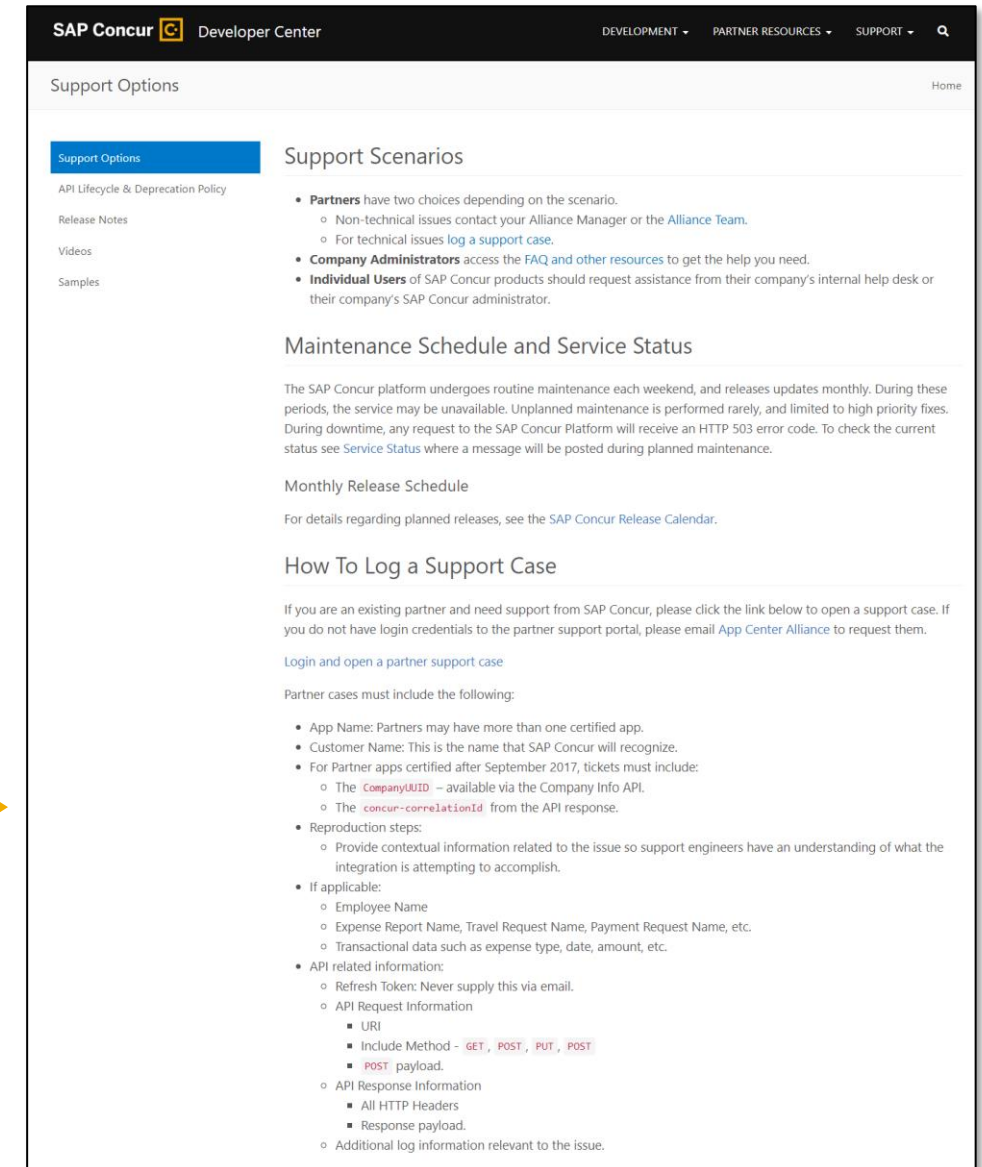 SAP Concur C Developer Center
DEVELOPMENT PARTNER RESOURCES SUPPORT
Support Options
Home
Support Options
API Lifecycle & Deprecation Policy
Release Notes
Videos
Samples
Support Scenarios
• Partners have two choices depending on the scenario.
○ Non-technical issues contact your Alliance Manager or the Alliance Team.
○ For technical issues log a support case.
• Company Administrators access the FAQ and other resources to get the help you need.
• Individual Users of SAP Concur products should request assistance from their company's internal help desk or
their company's SAP Concur administrator.
Maintenance Schedule and Service Status
The SAP Concur platform undergoes routine maintenance each weekend, and releases updates monthly. During these
periods, the service may be unavailable. Unplanned maintenance is performed rarely, and limited to high priority fixes.
During downtime, any request to the SAP Concur Platform will receive an HTTP 503 error code. To check the current
status see Service Status where a message will be posted during planned maintenance.
Monthly Release Schedule
For details regarding planned releases, see the SAP Concur Release Calendar.
How To Log a Support Case
If you are an existing partner and need support from SAP Concur, please click the link below to open a support case. If
you do not have login credentials to the partner support portal, please email App Center Alliance to request them.
Login and open a partner support case
Partner cases must include the following:
• App Name: Partners may have more than one certified app.
• Customer Name: This is the name that SAP Concur will recognize.
• For Partner apps certified after September 2017, tickets must include:
○ The CompanyUUID – available via the Company Info API.
○ The concur-correlationId from the API response.
• Reproduction steps:
○ Provide contextual information related to the issue so support engineers have an understanding of what the
integration is attempting to accomplish.
• If applicable:
○ Employee Name
○ Expense Report Name, Travel Request Name, Payment Request Name, etc.
○ Transactional data such as expense type, date, amount, etc.
• API related information:
○ Refresh Token: Never supply this via email.
○ API Request Information
▪ URI
▪ Include Method - GET, POST, PUT, POST
▪ POST payload.
○ API Response Information
▪ All HTTP Headers
▪ Response payload.
○ Additional log information relevant to the issue.